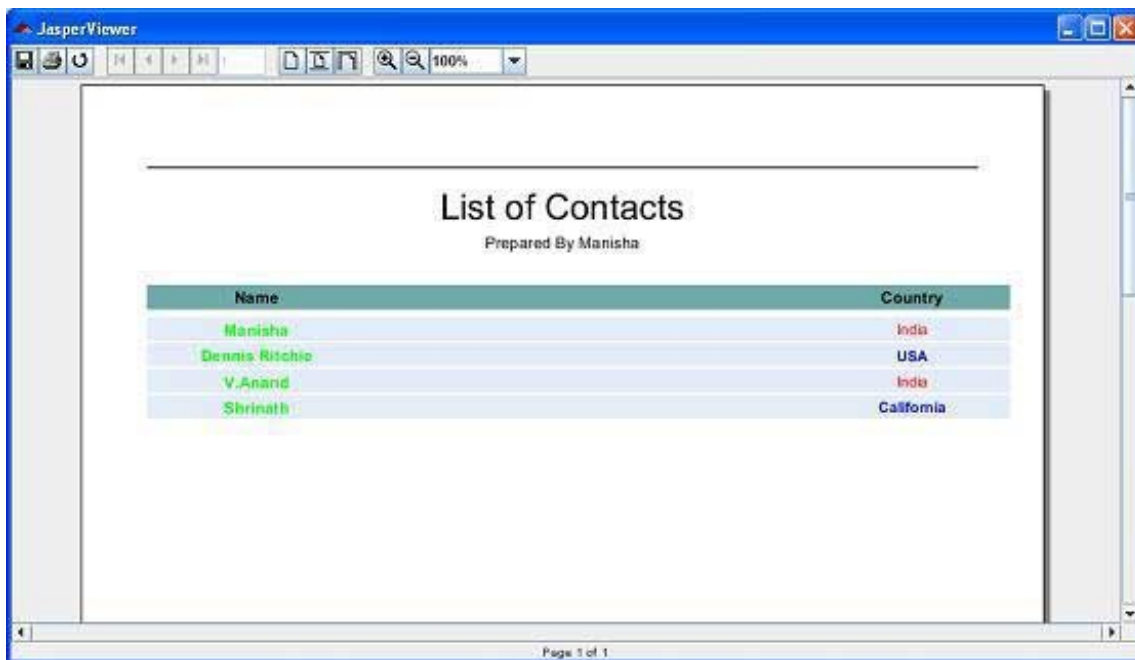 JasperViewer
100%
List of Contacts
Prepared By Manisha
Name Country
Manisha India
Dennis Ritchie USA
V.Anand India
Shrinath California
Page 1 of 1